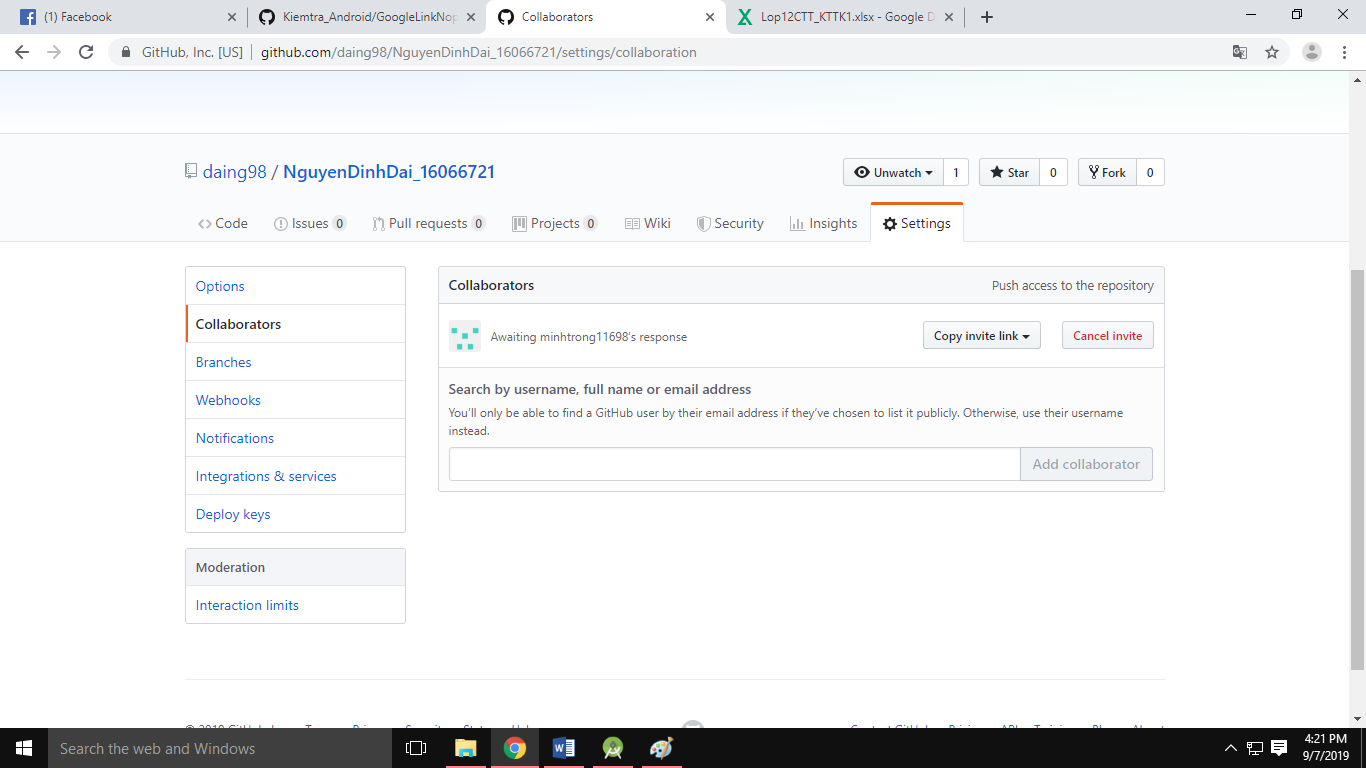 (1) Facebook
Kiemtra_Android/GoogleLinkNop
Collaborators
Lop12CTT_KTTK1.xlsx - Google D
GitHub, Inc. [US]
github.com/daing98/NguyenDinhDai_16066721/settings/collaboration
daing98 / NguyenDinhDai_16066721
Unwatch 1
Star 0
Fork 0
Code
Issues 0
Pull requests 0
Projects 0
Wiki
Security
Insights
Settings
Options
Collaborators
Branches
Webhooks
Notifications
Integrations & services
Deploy keys
Moderation
Interaction limits
Collaborators
Push access to the repository
Awaiting minhtrong11698's response
Copy invite link
Cancel invite
Search by username, full name or email address
You'll only be able to find a GitHub user by their email address if they've chosen to list it publicly. Otherwise, use their username
instead.
Add collaborator
Search the web and Windows
4:21 PM
9/7/2019